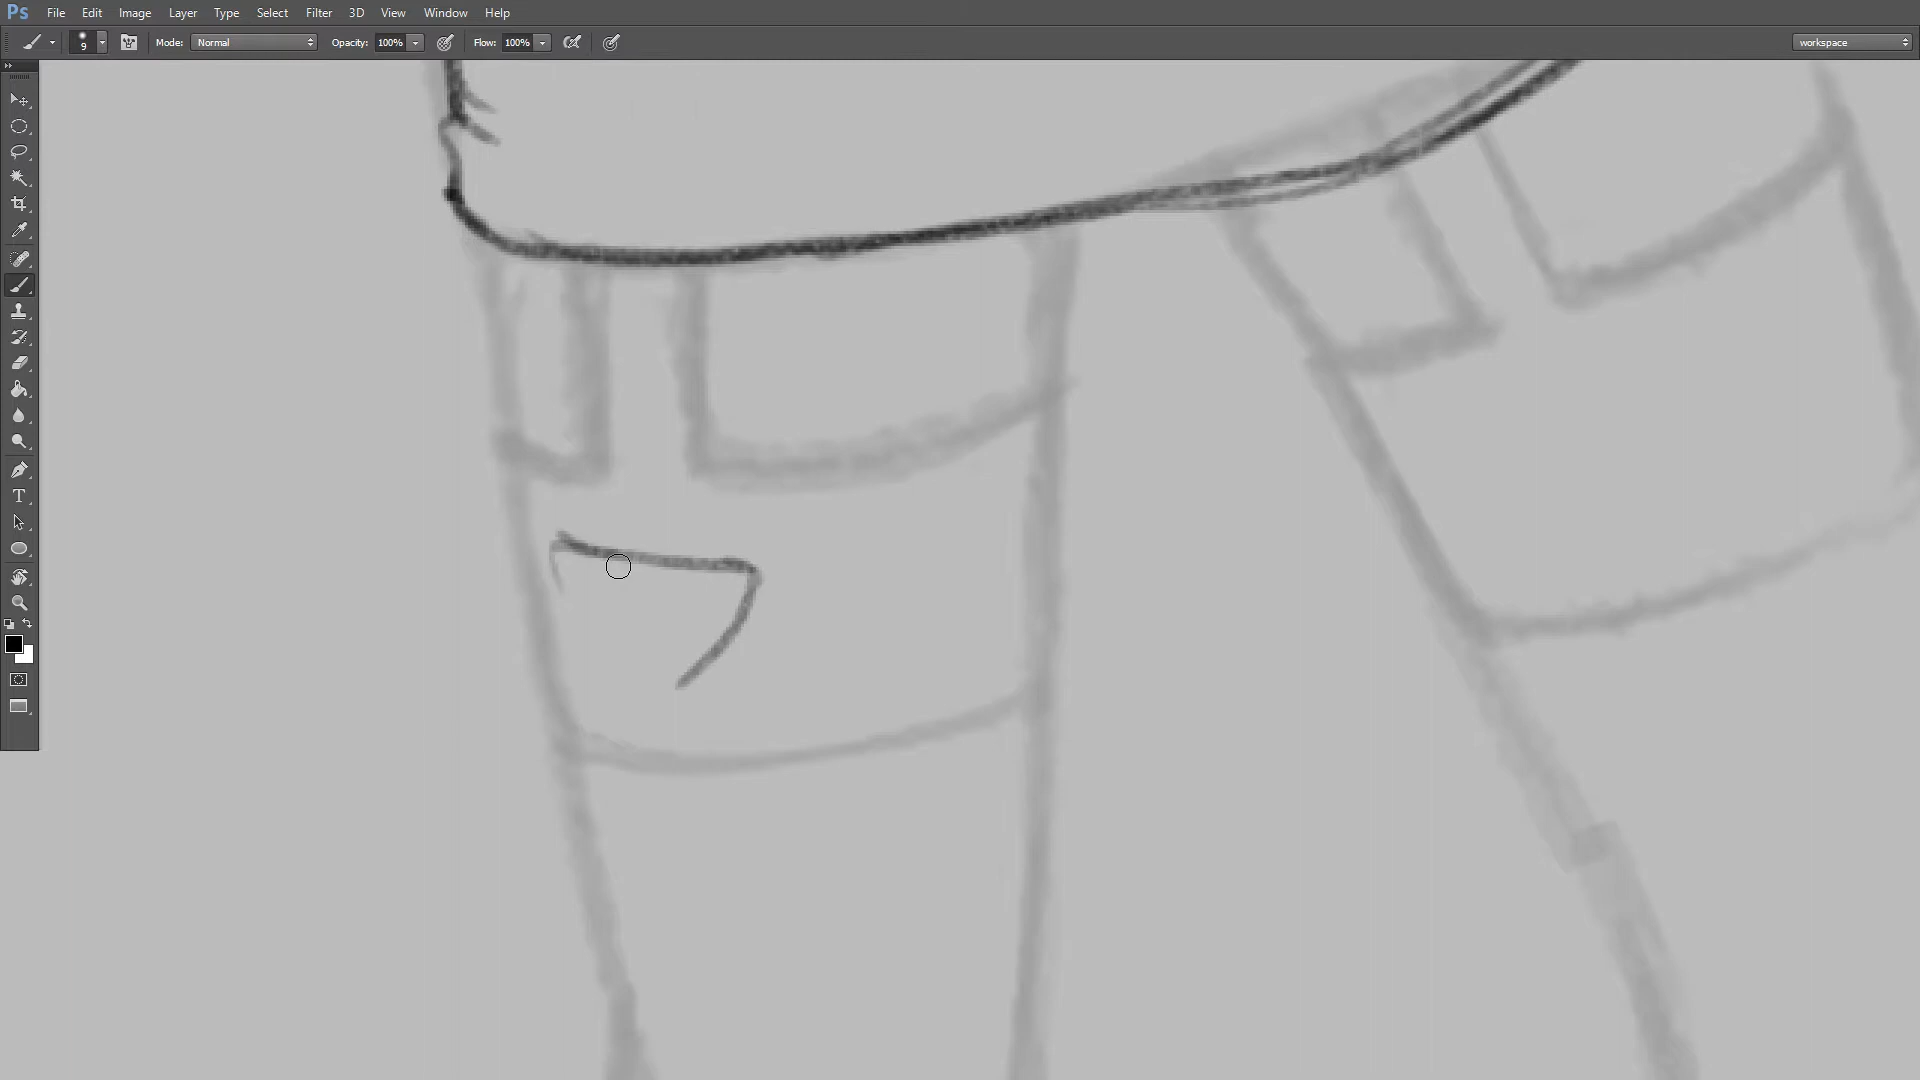 Ps File Edit Image Layer Type Select Filter 3D View Window Help
9 Mode: Normal Opacity: 100% Flow: 100% workspace
T